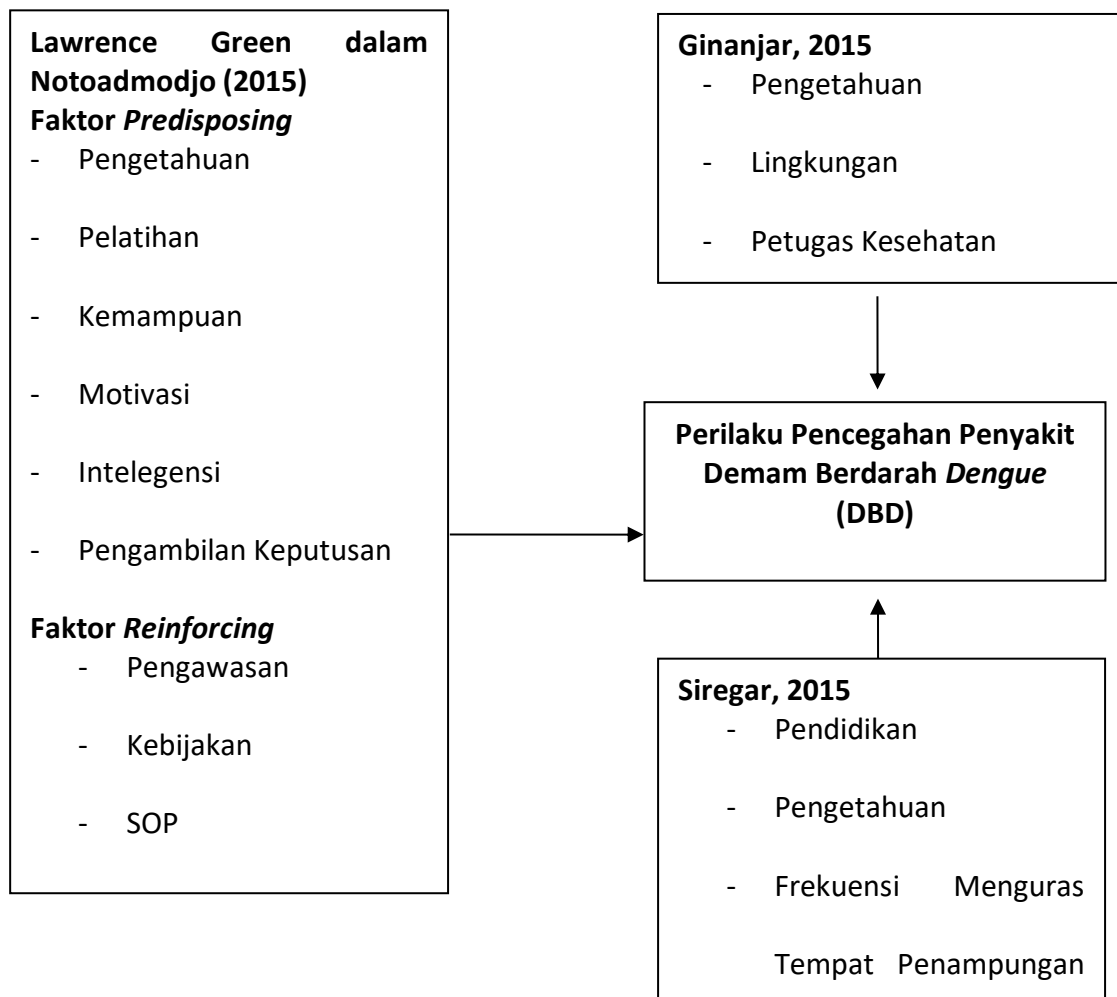 Lawrence Green dalam
Notoadmodjo (2015)
Faktor Predisposing
- Pengetahuan
- Pelatihan
- Kemampuan
- Motivasi
- Intelegensi
- Pengambilan Keputusan
Faktor Reinforcing
- Pengawasan
- Kebijakan
- SOP
Ginanjar, 2015
- Pengetahuan
- Lingkungan
- Petugas Kesehatan
Perilaku Pencegahan Penyakit
Demam Berdarah Dengue
(DBD)
Siregar, 2015
- Pendidikan
- Pengetahuan
- Frekuensi Menguras
Tempat Penampungan